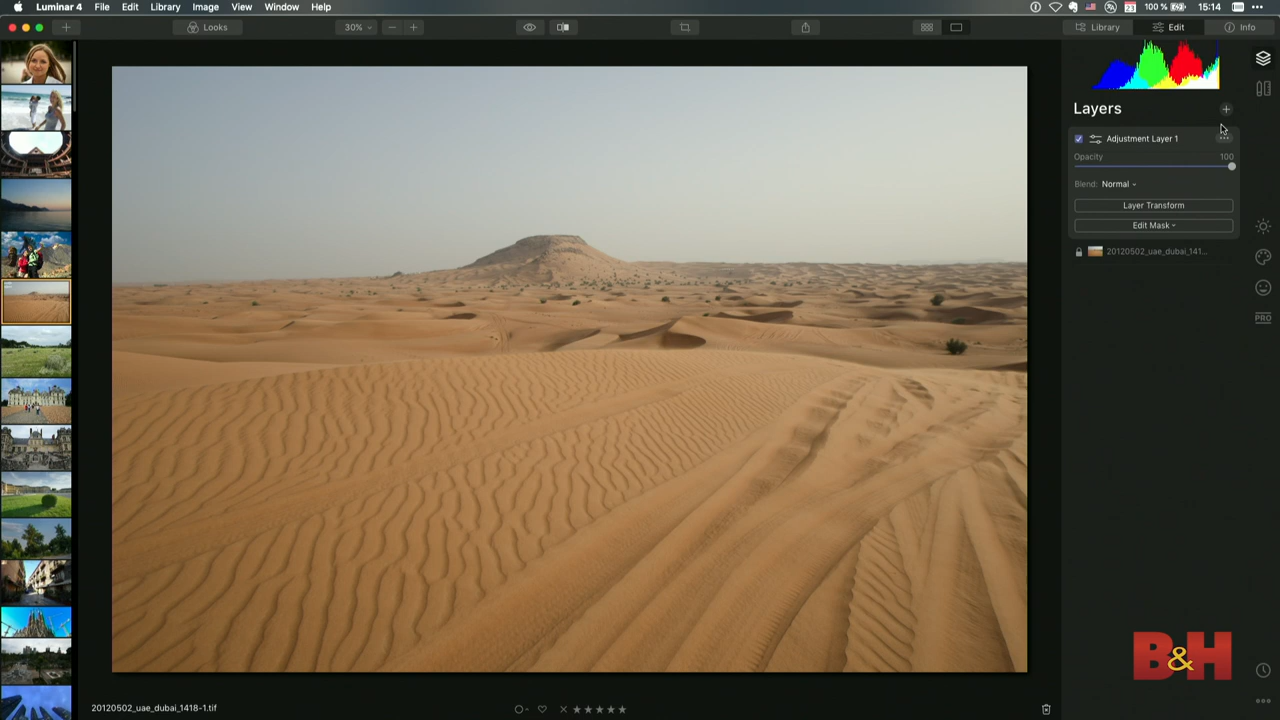 Luminar 4 File Edit Library Image View Window Help 100 % 15:14
23
Looks 30% Library Edit Info
Layers
Adjustment Layer 1
Opacity 100
Blend: Normal
Layer Transform
Edit Mask
20120502_uae_dubai_141...
PRO
B&H
20120502_uae_dubai_1418-1.tif